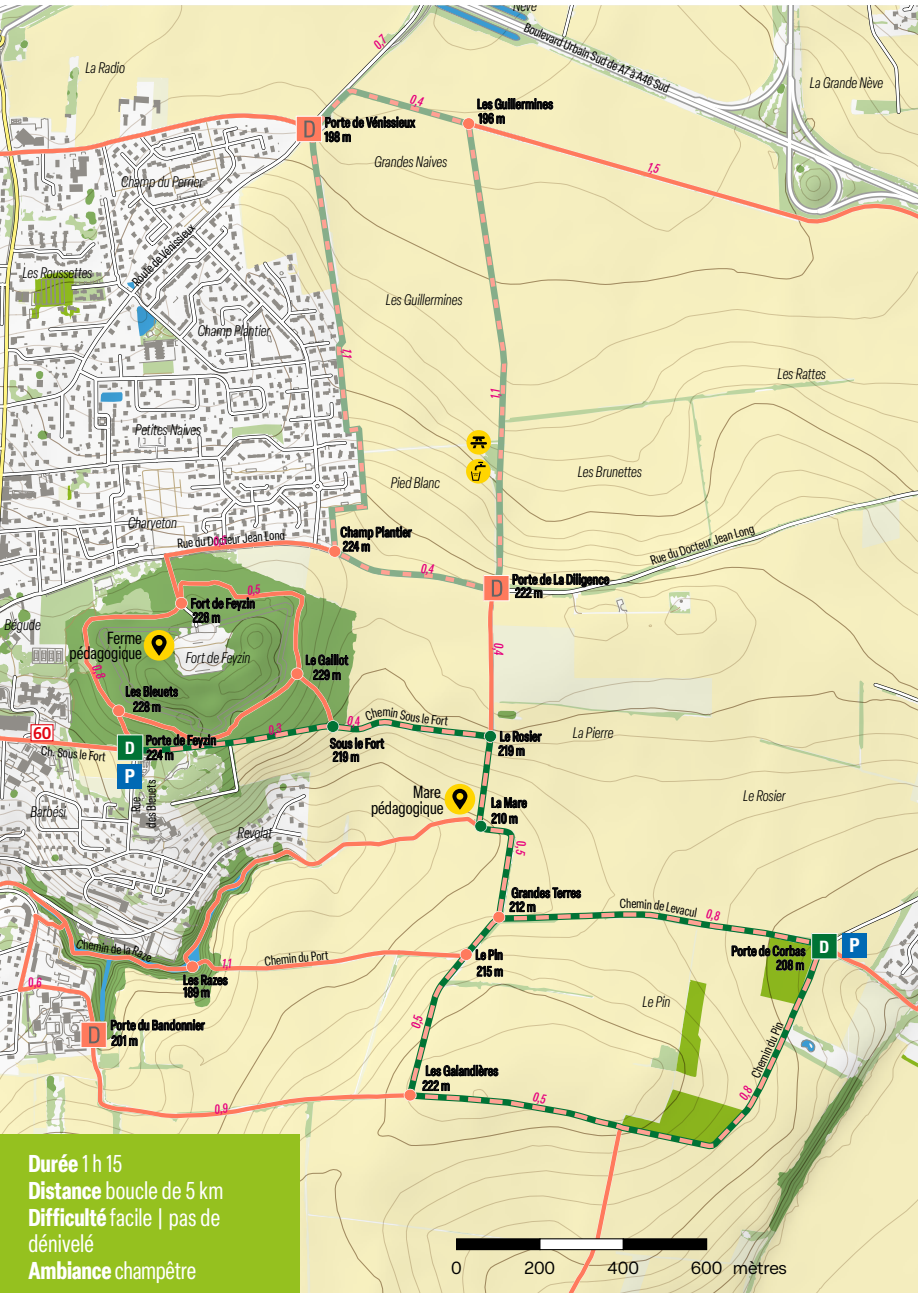 Nève
0,7
Boulevard Urbain Sud de A7 à A46 Sud
La Radio
La Grande Nève
0,4
Les Guillermines
196 m
D
Porte de Vénissieux
198 m
Grandes Naives
1,5
Champ du Perrier
Route de Vénissieux
Les Roussettes
Les Guillermines
Champ Plantier
1,1
1,1
Les Rattes
Petites Naives
Pied Blanc
Les Brunettes
Charveton
Rue du Docteur Jean Long
Champ Plantier
224 m
Rue du Docteur Jean Long
0,4
D
Porte de La Diligence
222 m
0,5
Fort de Feyzin
226 m
Bégude
Ferme
pédagogique
Fort de Feyzin
0,4
Le Gaillot
229 m
0,8
Les Bleuets
228 m
60
Ch. Sous le Fort
D
Porte de Feyzin
224 m
P
0,3
0,4
Chemin Sous le Fort
Sous le Fort
219 m
Le Rosier
219 m
La Pierre
Rue
des Bleuets
Barbési
Revolat
Mare
pédagogique
La Mare
210 m
Le Rosier
0,5
Grandes Terres
212 m
Chemin de Levacul
0,8
Porte de Corbas
208 m
D
P
Chemin de la Raze
1,1
Chemin du Port
Le Pin
215 m
Les Razes
189 m
0,6
Le Pin
D
Porte du Bandonnier
201 m
0,5
Chemin du Pin
Les Galandières
222 m
0,9
0,5
0,8
Durée 1 h 15
Distance boucle de 5 km
Difficulté facile | pas de
dénivelé
Ambiance champêtre
0 200 400 600 mètres